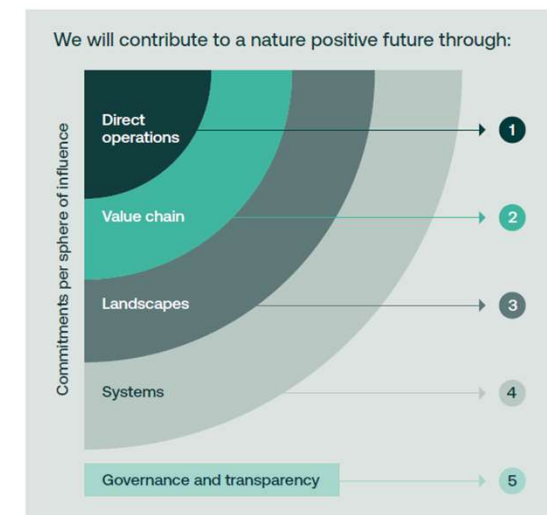 We will contribute to a nature positive future through:
Commitments per sphere of influence
Direct
operations
1
Value chain
2
Landscapes
3
Systems
4
Governance and transparency
5